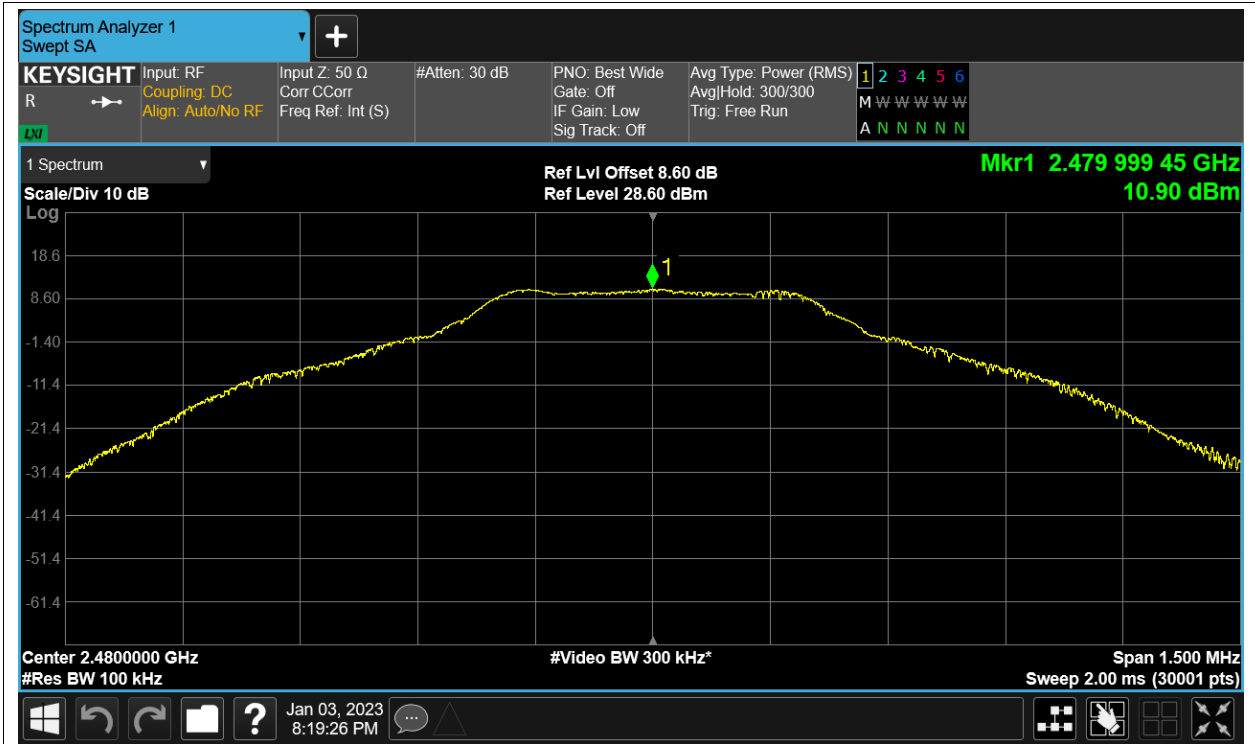 Spectrum Analyzer 1
Swept SA
KEYSIGHT
R
LXI
Input: RF
Coupling: DC
Align: Auto/No RF
Input Z: 50 Ω
Corr CCorr
Freq Ref: Int (S)
#Atten: 30 dB
PNO: Best Wide
Gate: Off
IF Gain: Low
Sig Track: Off
Avg Type: Power (RMS)
Avg|Hold: 300/300
Trig: Free Run
1 2 3 4 5 6
M W W W W W
A N N N N N
1 Spectrum
Scale/Div 10 dB
Log
Ref Lvl Offset 8.60 dB
Ref Level 28.60 dBm
Mkr1 2.479 999 45 GHz
10.90 dBm
1
18.6
8.60
-1.40
-11.4
-21.4
-31.4
-41.4
-51.4
-61.4
Center 2.4800000 GHz
#Res BW 100 kHz
#Video BW 300 kHz*
Span 1.500 MHz
Sweep 2.00 ms (30001 pts)
?
Jan 03, 2023
8:19:26 PM